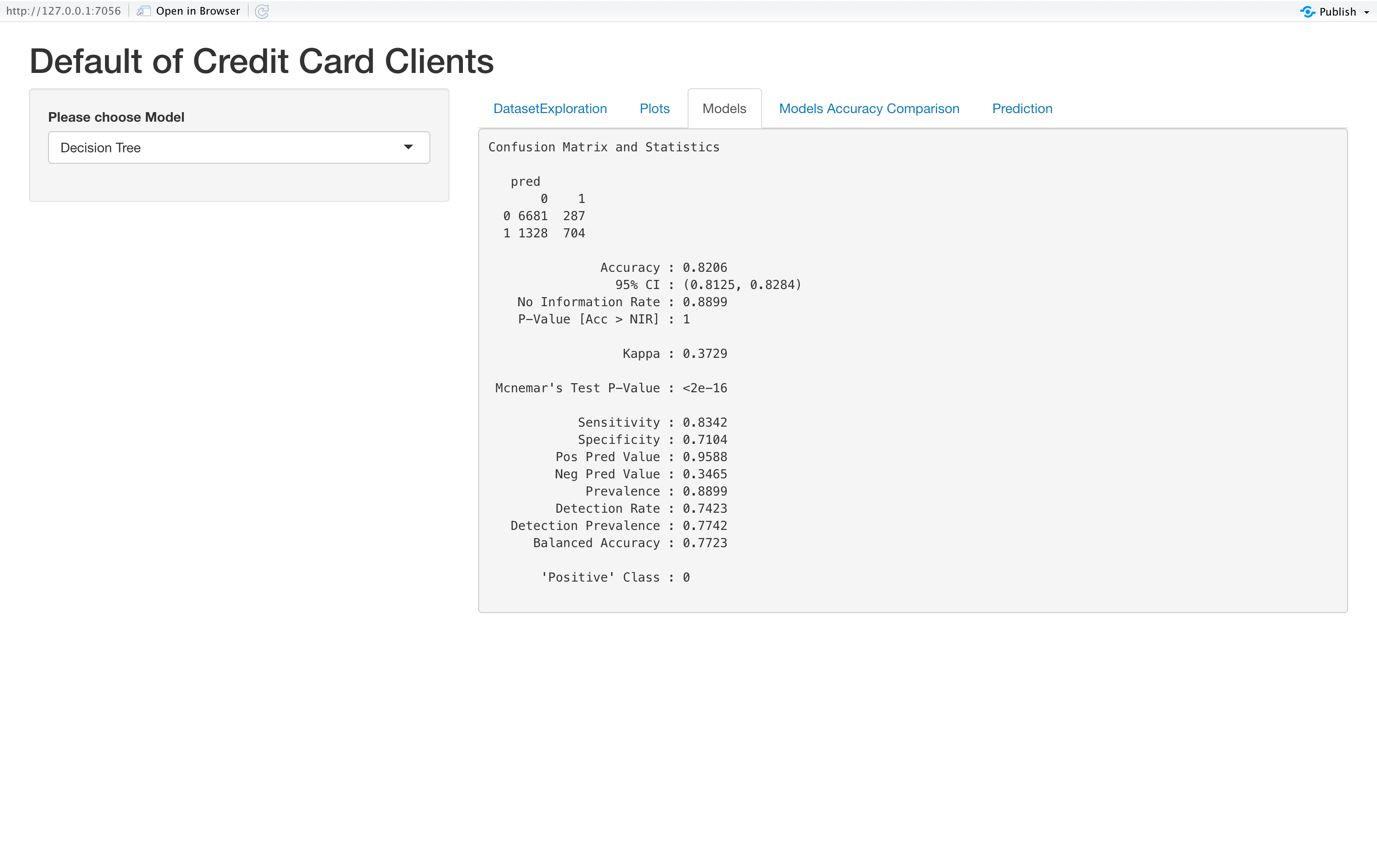 http://127.0.0.1:7056 Open in Browser Publish
Default of Credit Card Clients
Please choose Model
Decision Tree
DatasetExploration Plots Models Models Accuracy Comparison Prediction
Confusion Matrix and Statistics
pred
0 1
0 6681 287
1 1328 704
Accuracy : 0.8206
95% CI : (0.8125, 0.8284)
No Information Rate : 0.8899
P-Value [Acc > NIR] : 1
Kappa : 0.3729
Mcnemar's Test P-Value : <2e-16
Sensitivity : 0.8342
Specificity : 0.7104
Pos Pred Value : 0.9588
Neg Pred Value : 0.3465
Prevalence : 0.8899
Detection Rate : 0.7423
Detection Prevalence : 0.7742
Balanced Accuracy : 0.7723
'Positive' Class : 0